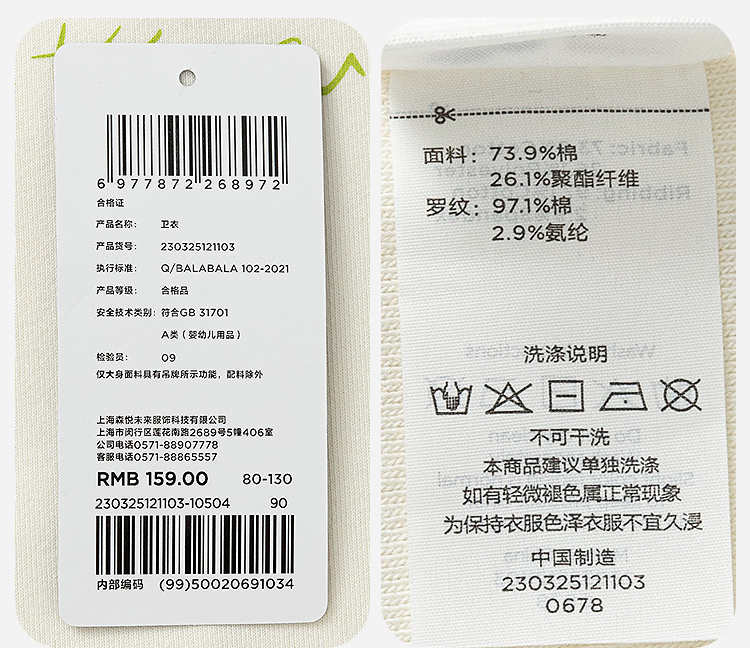 6 977872 268972
合格证
产品名称: 卫衣
产品货号: 230325121103
执行标准: Q/BALABALA 102-2021
产品等级: 合格品
安全技术类别: 符合GB 31701
A类(婴幼儿用品)
检验员: 09
仅大身面料具有吊牌所示功能，配料除外
上海森悦未来服饰科技有限公司
上海市闵行区莲花南路2689号5幢406室
公司电话0571-88907778
客服电话0571-88865557
RMB 159.00 80-130
230325121103-10504 90
内部编码 (99)50020691034
面料: 73.9%棉
26.1%聚酯纤维
罗纹: 97.1%棉
2.9%氨纶
洗涤说明
不可干洗
本商品建议单独洗涤
如有轻微褪色属正常现象
为保持衣服色泽衣服不宜久浸
中国制造
230325121103
0678